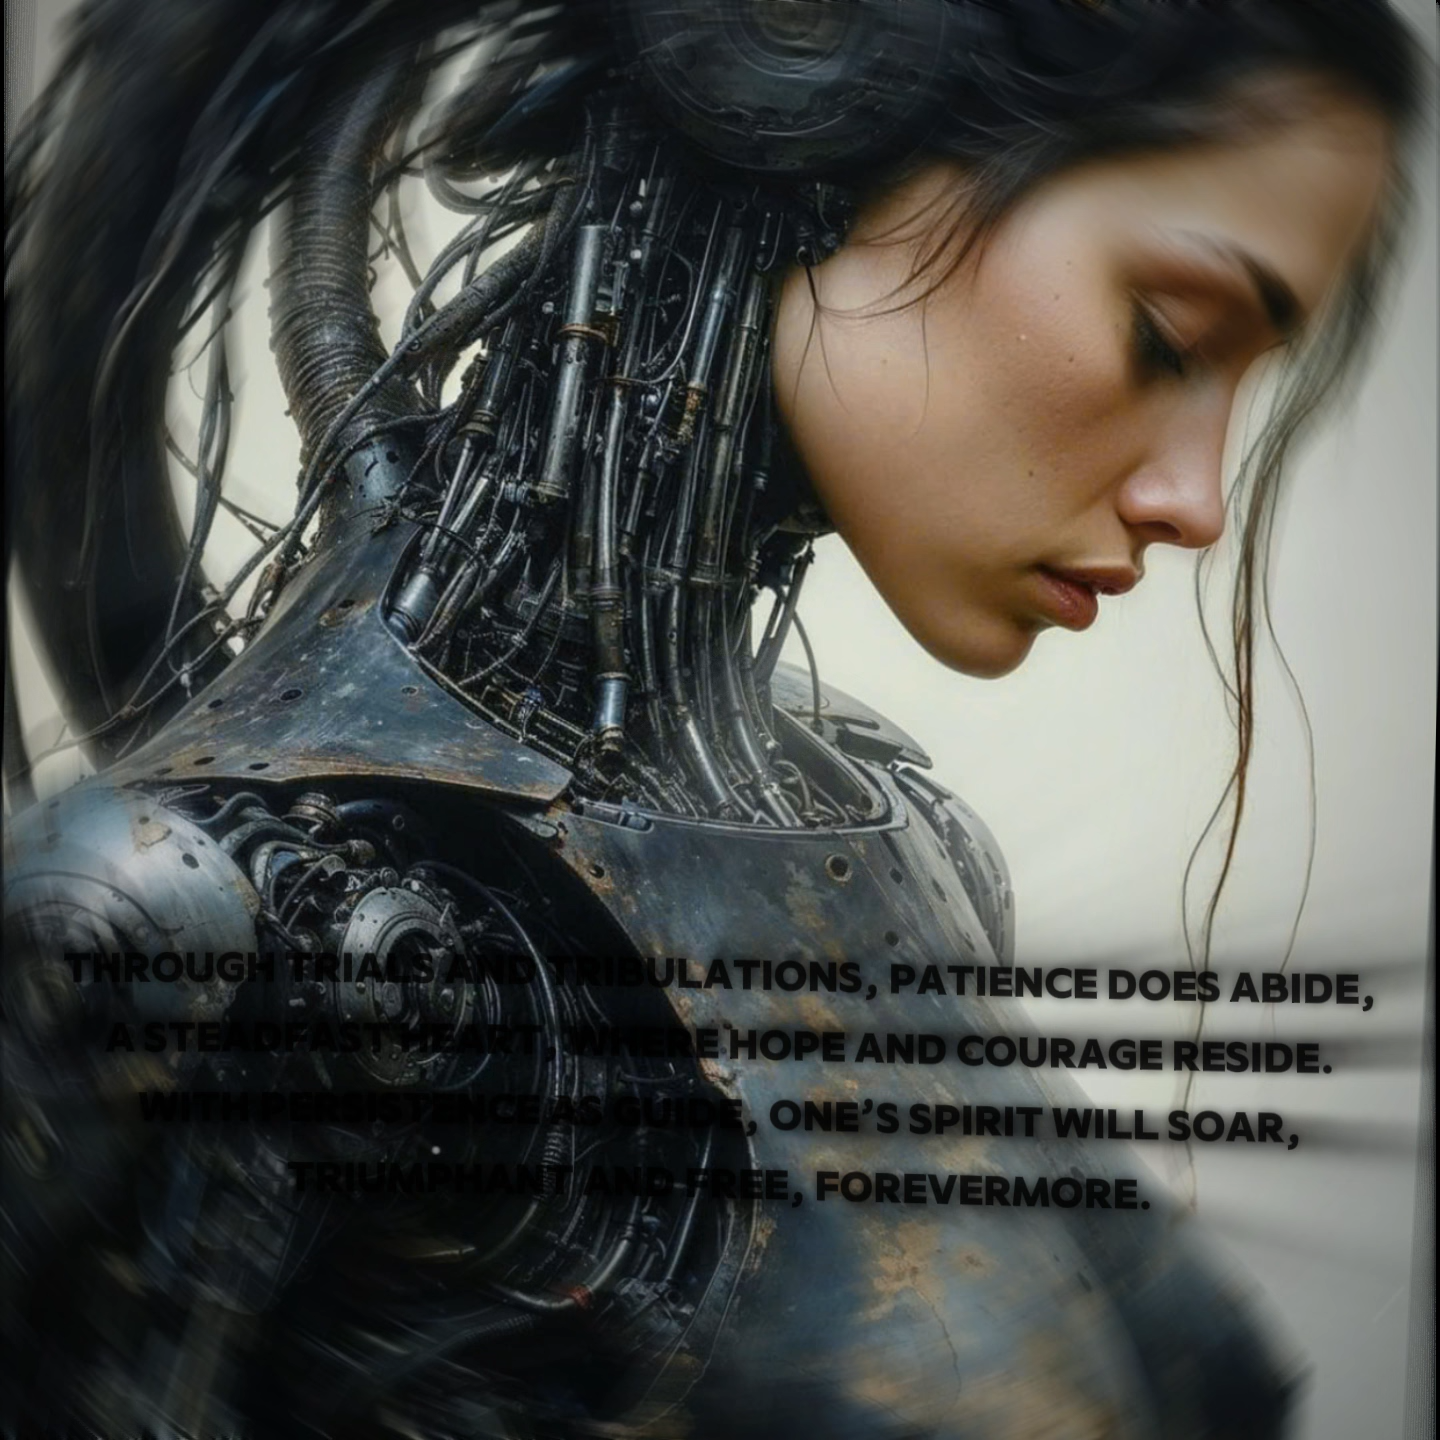 THROUGH TRIALS AND TRIBULATIONS, PATIENCE DOES ABIDE,
A STEADFAST HEART, WHERE HOPE AND COURAGE RESIDE.
WITH PERSISTENCE AS GUIDE, ONE'S SPIRIT WILL SOAR,
TRIUMPHANT AND FREE, FOREVERMORE.